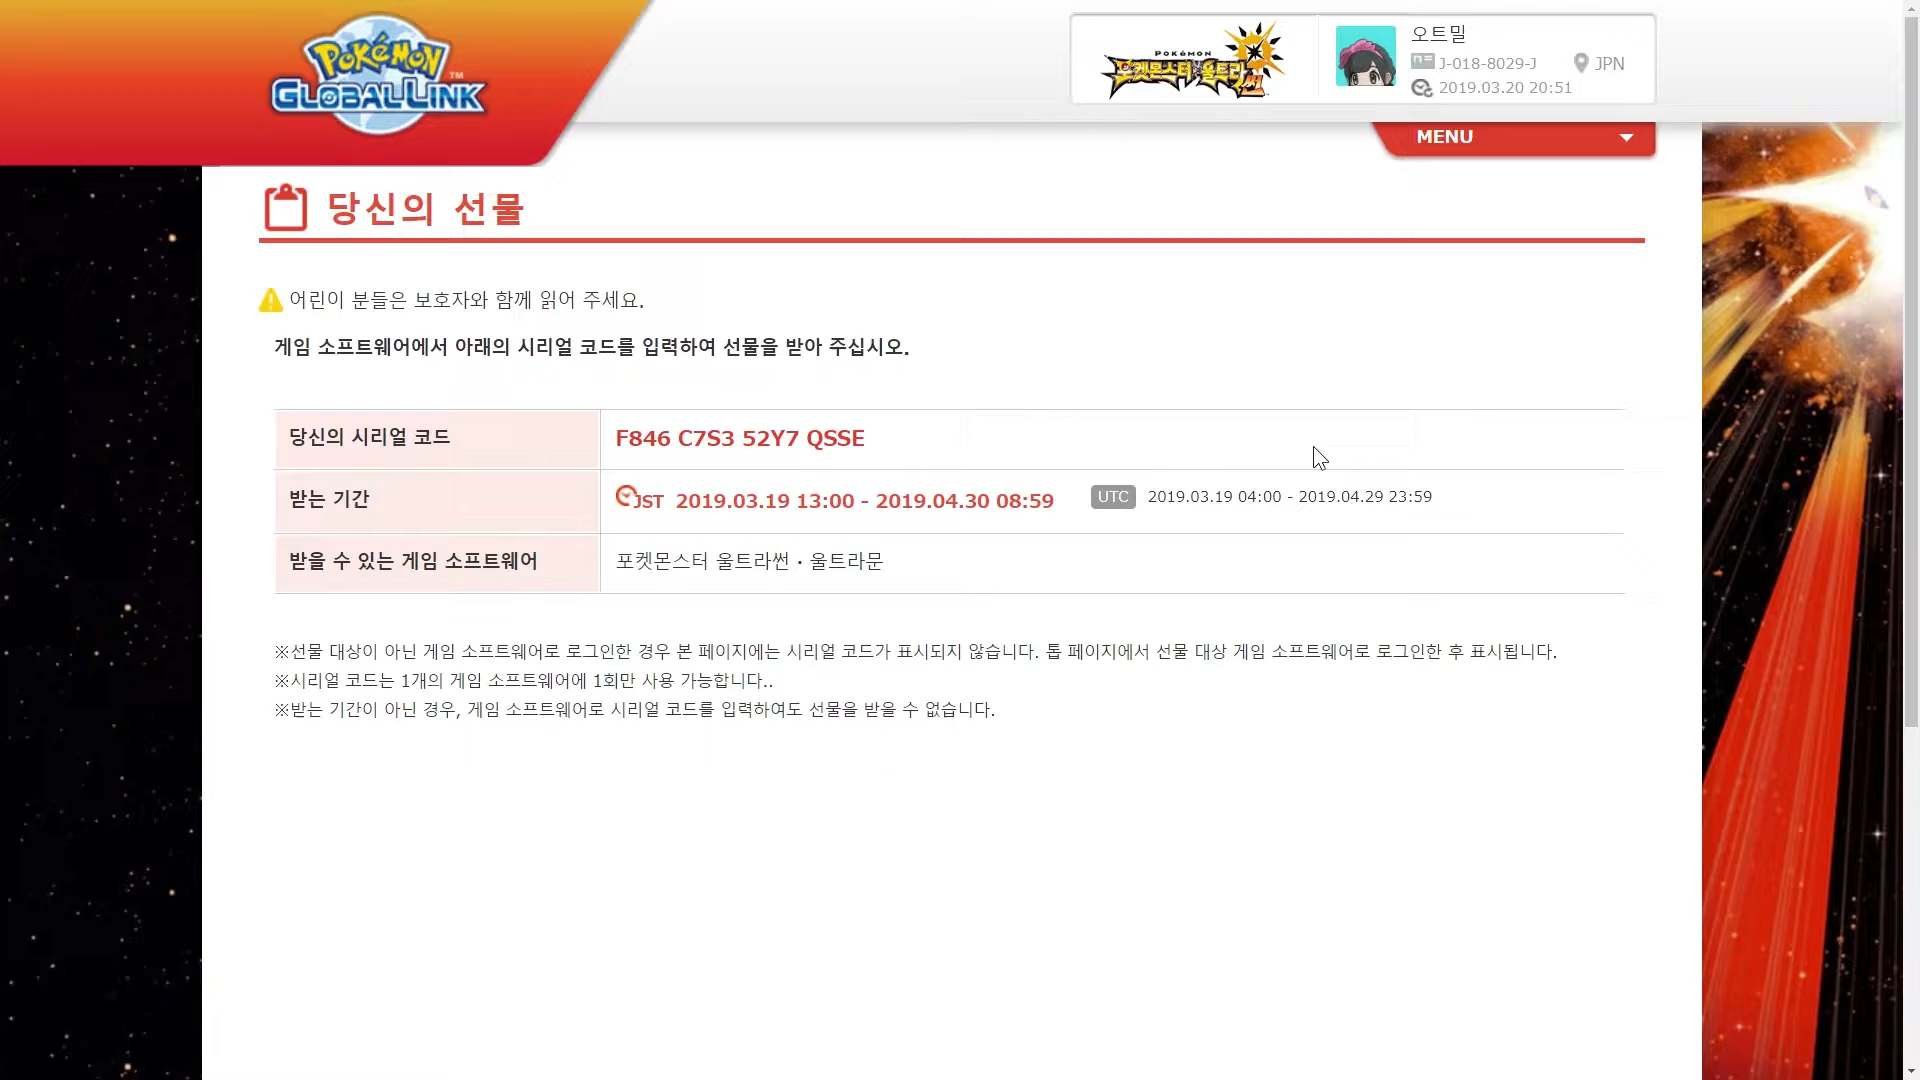 POKéMON
GLOBAL LINK
TM
POKéMON
포켓몬스터 울트라썬
오트밀
J-018-8029-J
JPN
2019.03.20 20:51
MENU
당신의 선물
어린이 분들은 보호자와 함께 읽어 주세요.
게임 소프트웨어에서 아래의 시리얼 코드를 입력하여 선물을 받아 주십시오.
당신의 시리얼 코드
F846 C7S3 52Y7 QSSE
받는 기간
JST 2019.03.19 13:00 - 2019.04.30 08:59 UTC 2019.03.19 04:00 - 2019.04.29 23:59
받을 수 있는 게임 소프트웨어
포켓몬스터 울트라썬・울트라문
※선물 대상이 아닌 게임 소프트웨어로 로그인한 경우 본 페이지에는 시리얼 코드가 표시되지 않습니다. 톱 페이지에서 선물 대상 게임 소프트웨어로 로그인한 후 표시됩니다.
※시리얼 코드는 1개의 게임 소프트웨어에 1회만 사용 가능합니다..
※받는 기간이 아닌 경우, 게임 소프트웨어로 시리얼 코드를 입력하여도 선물을 받을 수 없습니다.